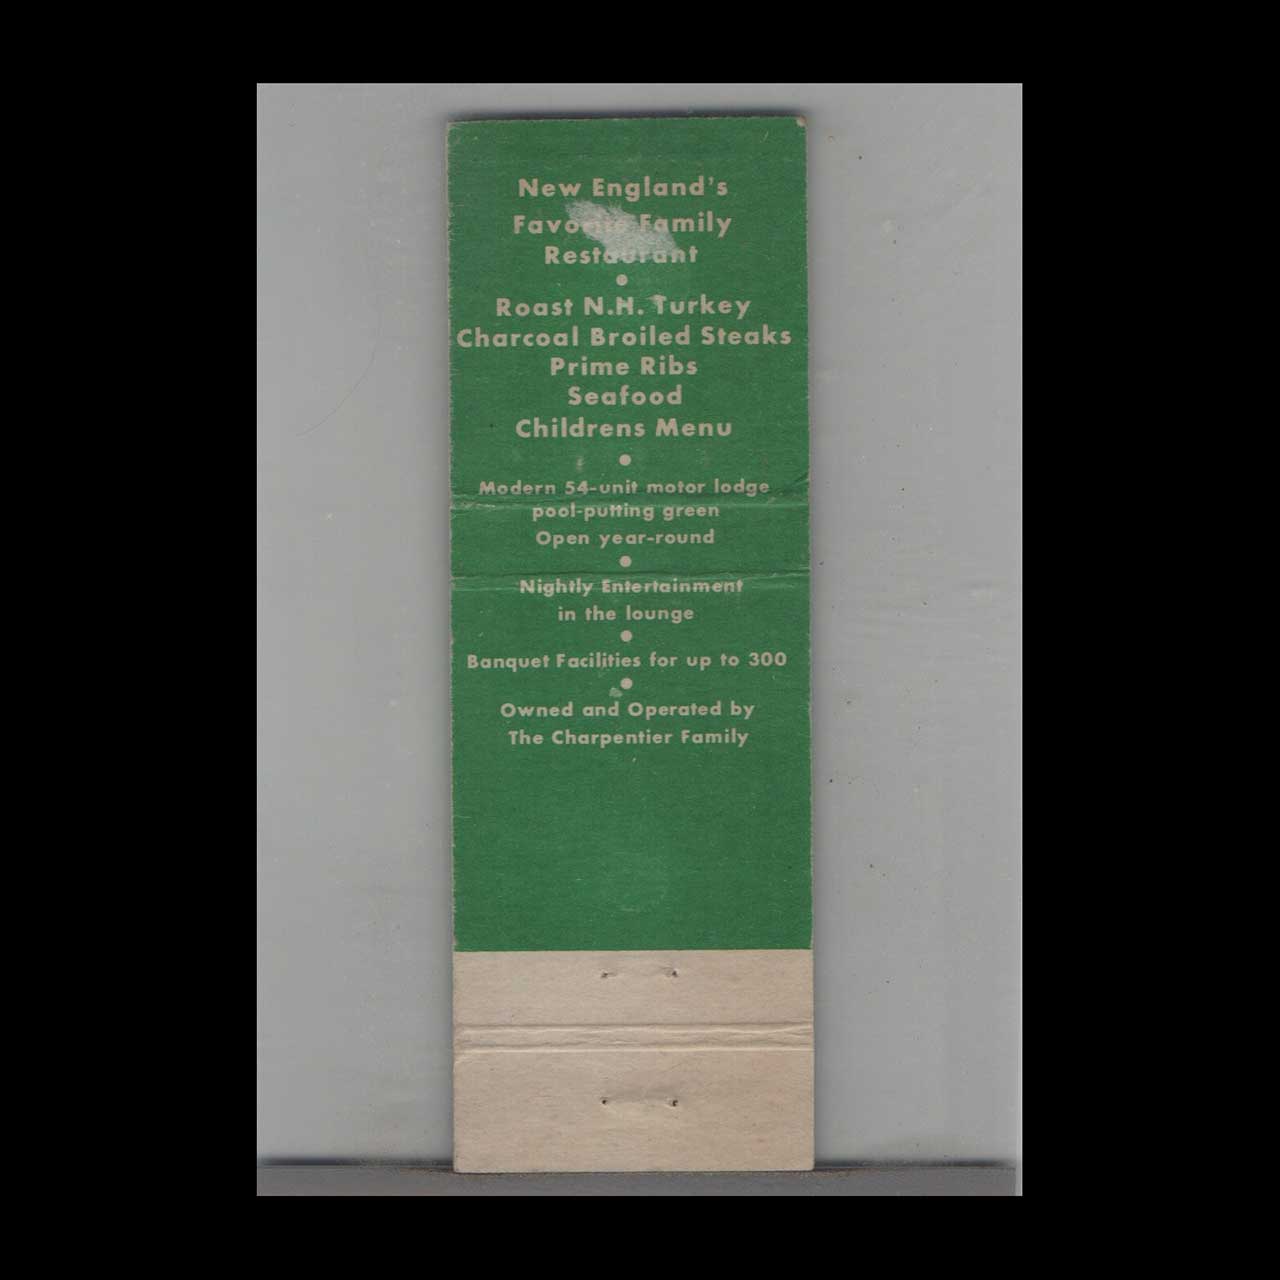 New England's
Favorite Family
Restaurant
Roast N.H. Turkey
Charcoal Broiled Steaks
Prime Ribs
Seafood
Childrens Menu
Modern 54-unit motor lodge
pool-putting green
Open year-round
Nightly Entertainment
in the lounge
Banquet Facilities for up to 300
Owned and Operated by
The Charpentier Family